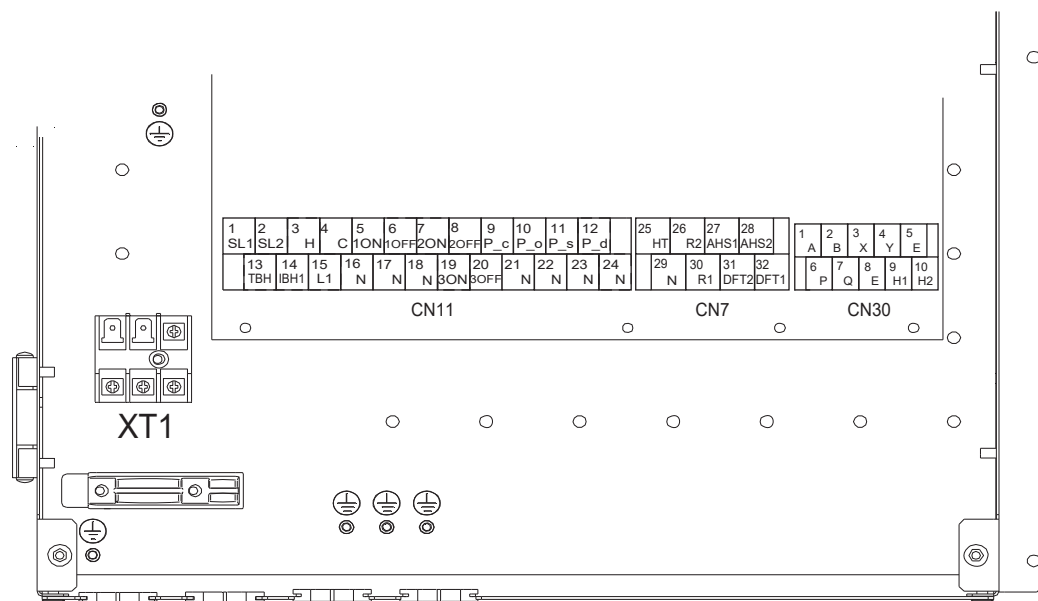 1 2 3 4 5 6 7 8 9 10 11 12
SL1 SL2 H C 1ON 1OFF 2ON 2OFF P_c P_o P_s P_d
13 14 15 16 17 18 19 20 21 22 23 24
TBH IBH1 L1 N N N 3ON 3OFF N N N N
CN11
25 26 27 28
HT R2 AHS1 AHS2
29 30 31 32
N R1 DFT2 DFT1
CN7
1 2 3 4 5
A B X Y E
6 7 8 9 10
P Q E H1 H2
CN30
XT1